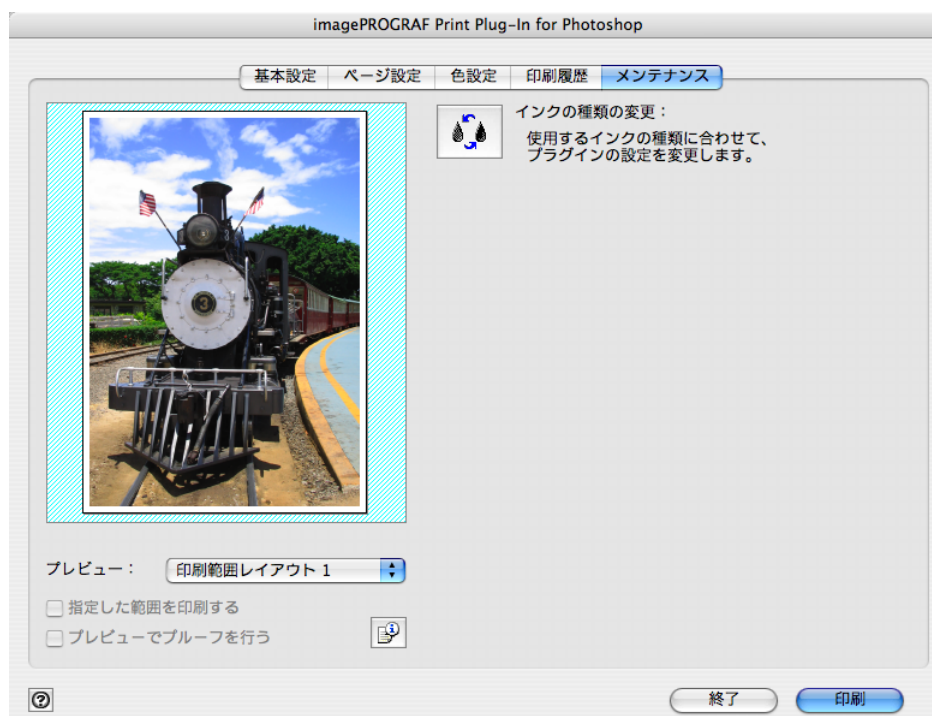 imagePROGRAF Print Plug-In for Photoshop
基本設定 ページ設定 色設定 印刷履歴 メンテナンス
インクの種類の変更：
使用するインクの種類に合わせて、
プラグインの設定を変更します。
3
3
プレビュー：
印刷範囲レイアウト 1
指定した範囲を印刷する
プレビューでプルーフを行う
?
終了 印刷